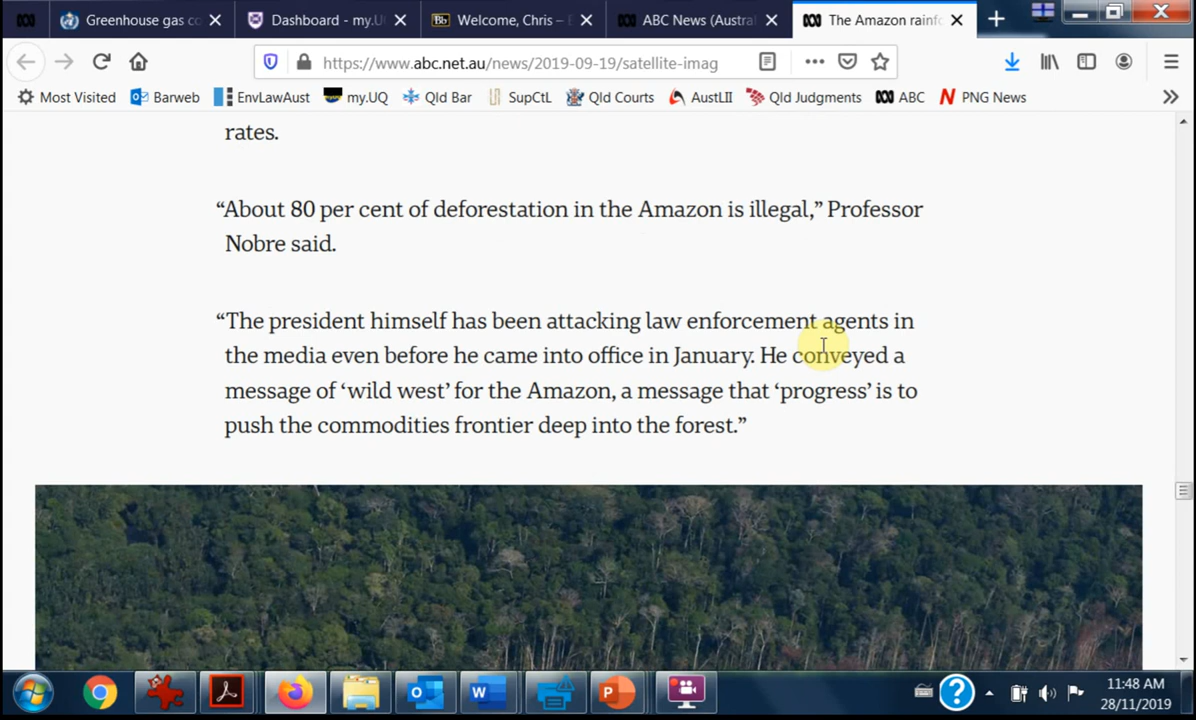 Greenhouse gas co
Dashboard - my.U
Bb Welcome, Chris –
ABC News (Austral
The Amazon rainfo
https://www.abc.net.au/news/2019-09-19/satellite-imag
Most Visited Barweb EnvLawAust my.UQ Qld Bar SupCtL Qld Courts AustLII Qld Judgments ABC PNG News
rates.
“About 80 per cent of deforestation in the Amazon is illegal,” Professor
Nobre said.
“The president himself has been attacking law enforcement agents in
the media even before he came into office in January. He conveyed a
message of ‘wild west’ for the Amazon, a message that ‘progress’ is to
push the commodities frontier deep into the forest.”
11:48 AM
28/11/2019